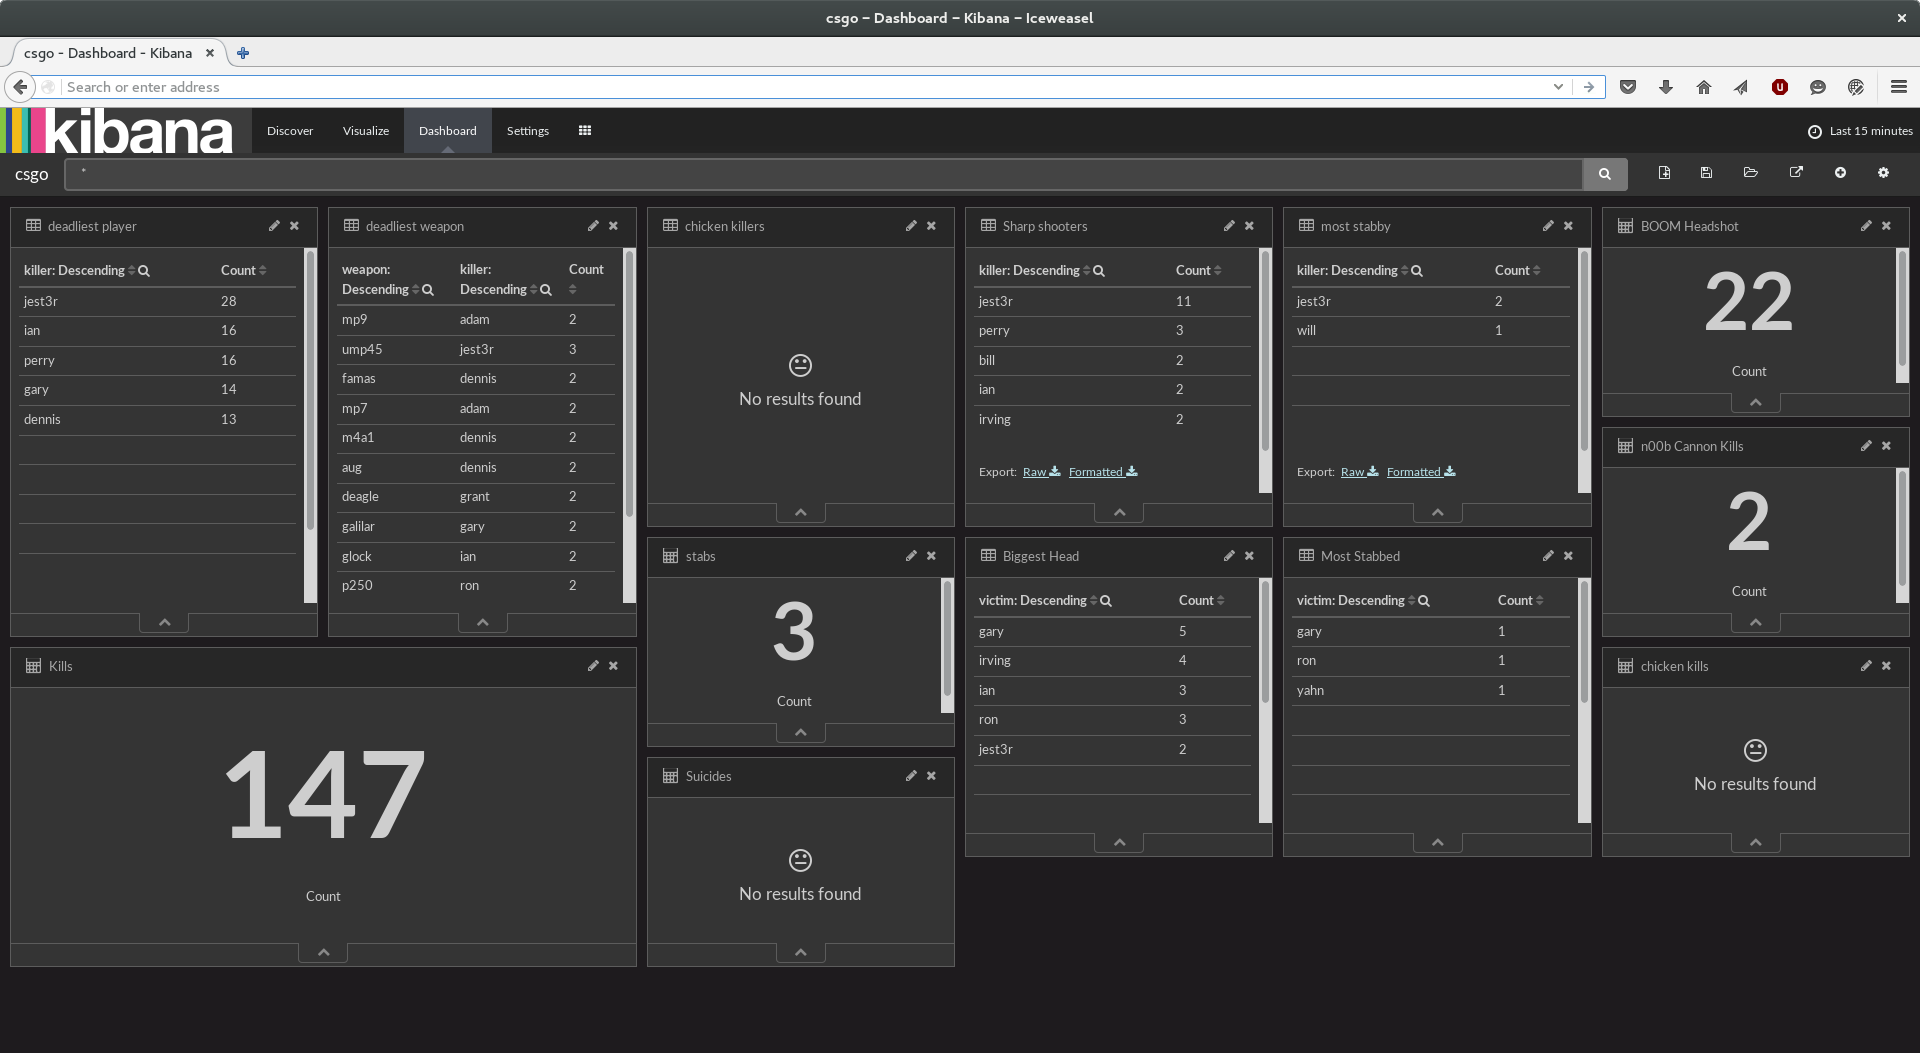 csgo – Dashboard – Kibana – Iceweasel
csgo - Dashboard - Kibana
Search or enter address
kibana
Discover
Visualize
Dashboard
Settings
Last 15 minutes
csgo
*
deadliest player
killer: Descending Count
jest3r 28
ian 16
perry 16
gary 14
dennis 13
deadliest weapon
weapon: Descending killer: Descending Count
mp9 adam 2
ump45 jest3r 3
famas dennis 2
mp7 adam 2
m4a1 dennis 2
aug dennis 2
deagle grant 2
galilar gary 2
glock ian 2
p250 ron 2
chicken killers
No results found
Sharp shooters
killer: Descending Count
jest3r 11
perry 3
bill 2
ian 2
irving 2
Export: Raw Formatted
most stabby
killer: Descending Count
jest3r 2
will 1
Export: Raw Formatted
BOOM Headshot
22
Count
n00b Cannon Kills
2
Count
stabs
3
Count
Biggest Head
victim: Descending Count
gary 5
irving 4
ian 3
ron 3
jest3r 2
Most Stabbed
victim: Descending Count
gary 1
ron 1
yahn 1
Kills
147
Count
chicken kills
No results found
Suicides
No results found